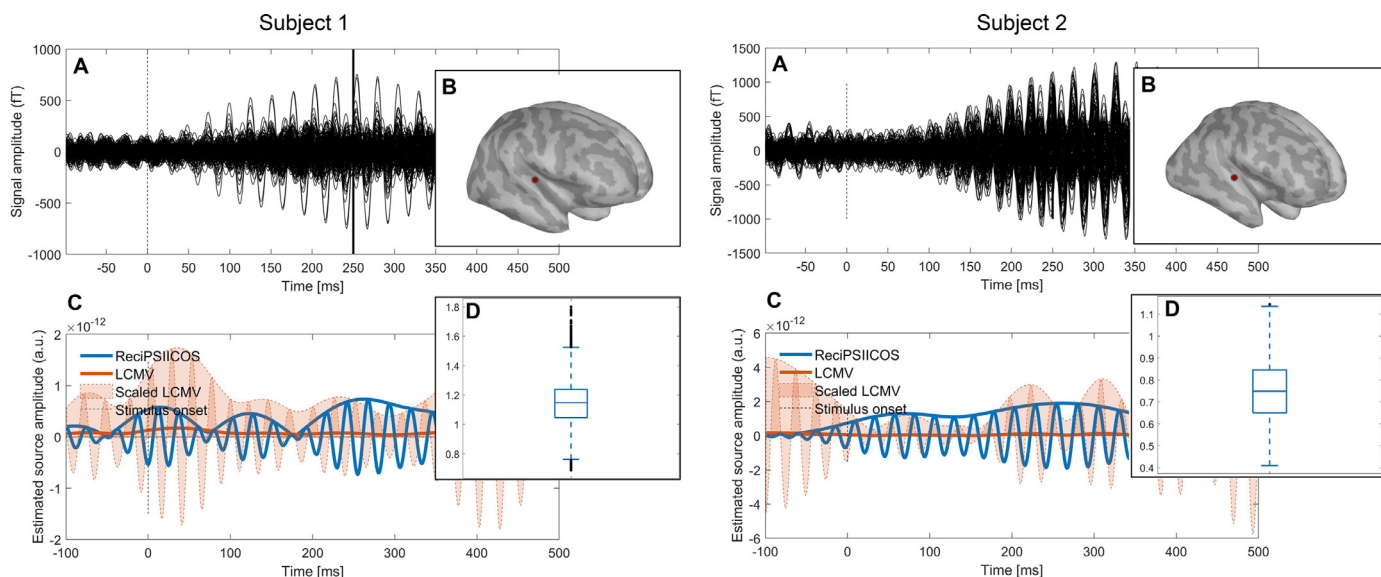 Subject 1
A
Signal amplitude (fT)
1000
500
0
-500
-1000
-50 0 50 100 150 200 250 300 350 400 450 500
Time [ms]
B
C
Estimated source amplitude (a.u.)
×10-12
2
1
0
-1
-2
ReciPSIICOS
LCMV
Scaled LCMV
Stimulus onset
-100 0 100 200 300 400 500
Time [ms]
D
1.8
1.6
1.4
1.2
1
0.8
Subject 2
A
Signal amplitude (fT)
1500
1000
500
0
-500
-1000
-1500
-50 0 50 100 150 200 250 300 350 400 450 500
Time [ms]
B
C
Estimated source amplitude (a.u.)
×10-12
6
4
2
0
-2
-4
-6
ReciPSIICOS
LCMV
Scaled LCMV
Stimulus onset
-100 0 100 200 300 400 500
Time [ms]
D
1.1
1
0.9
0.8
0.7
0.6
0.5
0.4